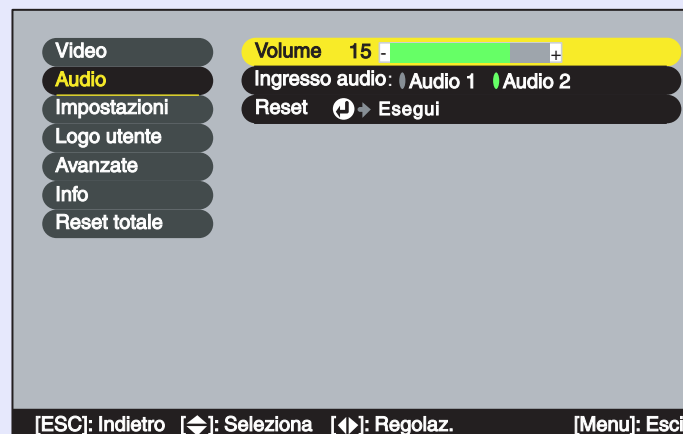 Video
Audio
Impostazioni
Logo utente
Avanzate
Info
Reset totale
Volume 15 - +
Ingresso audio: Audio 1 Audio 2
Reset Esegui
[ESC]: Indietro []: Seleziona []: Regolaz. [Menu]: Esci